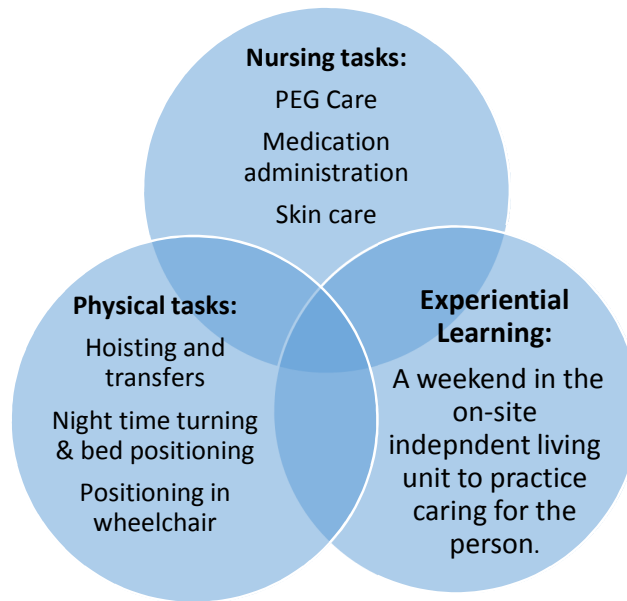 Nursing tasks:
PEG Care
Medication
administration
Skin care
Physical tasks:
Hoisting and
transfers
Night time turning
& bed positioning
Positioning in
wheelchair
Experiential
Learning:
A weekend in the
on-site
indepndent living
unit to practice
caring for the
person.